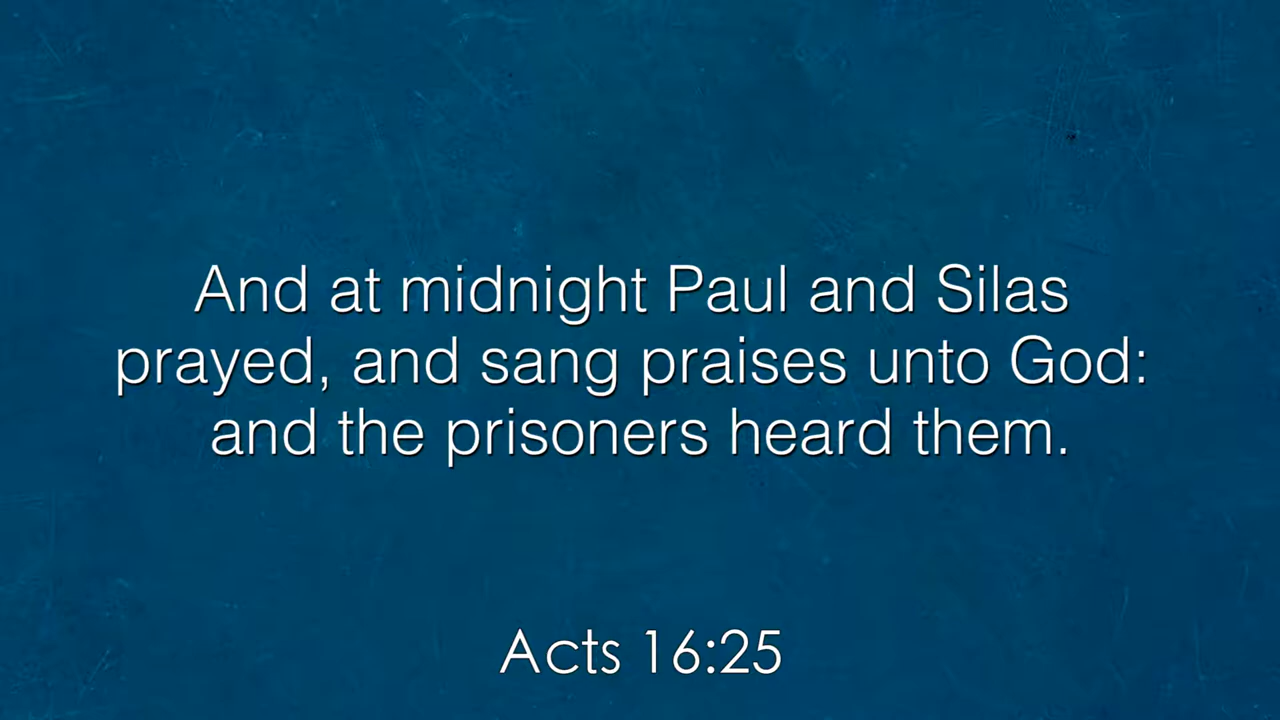 And at midnight Paul and Silas
prayed, and sang praises unto God:
and the prisoners heard them.
Acts 16:25